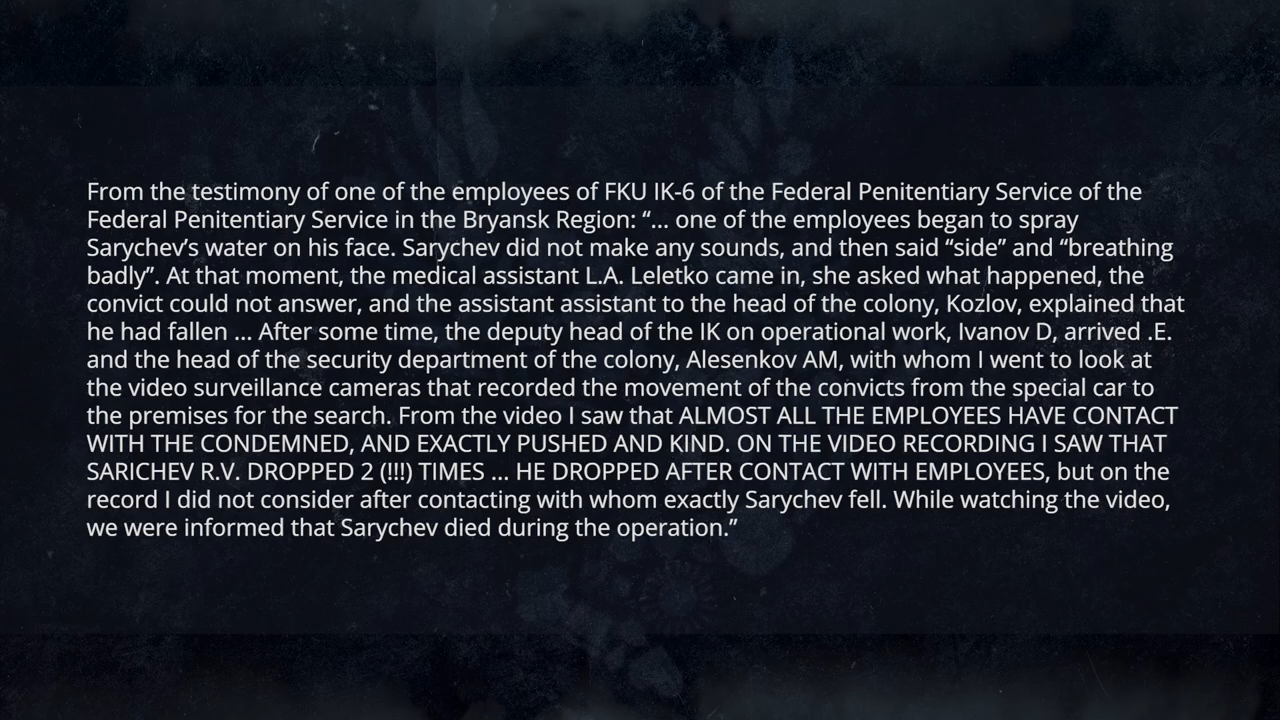 From the testimony of one of the employees of FKU IK-6 of the Federal Penitentiary Service of the
Federal Penitentiary Service in the Bryansk Region: “... one of the employees began to spray
Sarychev’s water on his face. Sarychev did not make any sounds, and then said “side” and “breathing
badly”. At that moment, the medical assistant L.A. Leletko came in, she asked what happened, the
convict could not answer, and the assistant assistant to the head of the colony, Kozlov, explained that
he had fallen ... After some time, the deputy head of the IK on operational work, Ivanov D, arrived .E.
and the head of the security department of the colony, Alesenkov AM, with whom I went to look at
the video surveillance cameras that recorded the movement of the convicts from the special car to
the premises for the search. From the video I saw that ALMOST ALL THE EMPLOYEES HAVE CONTACT
WITH THE CONDEMNED, AND EXACTLY PUSHED AND KIND. ON THE VIDEO RECORDING I SAW THAT
SARICHEV R.V. DROPPED 2 (!!!) TIMES ... HE DROPPED AFTER CONTACT WITH EMPLOYEES, but on the
record I did not consider after contacting with whom exactly Sarychev fell. While watching the video,
we were informed that Sarychev died during the operation.”